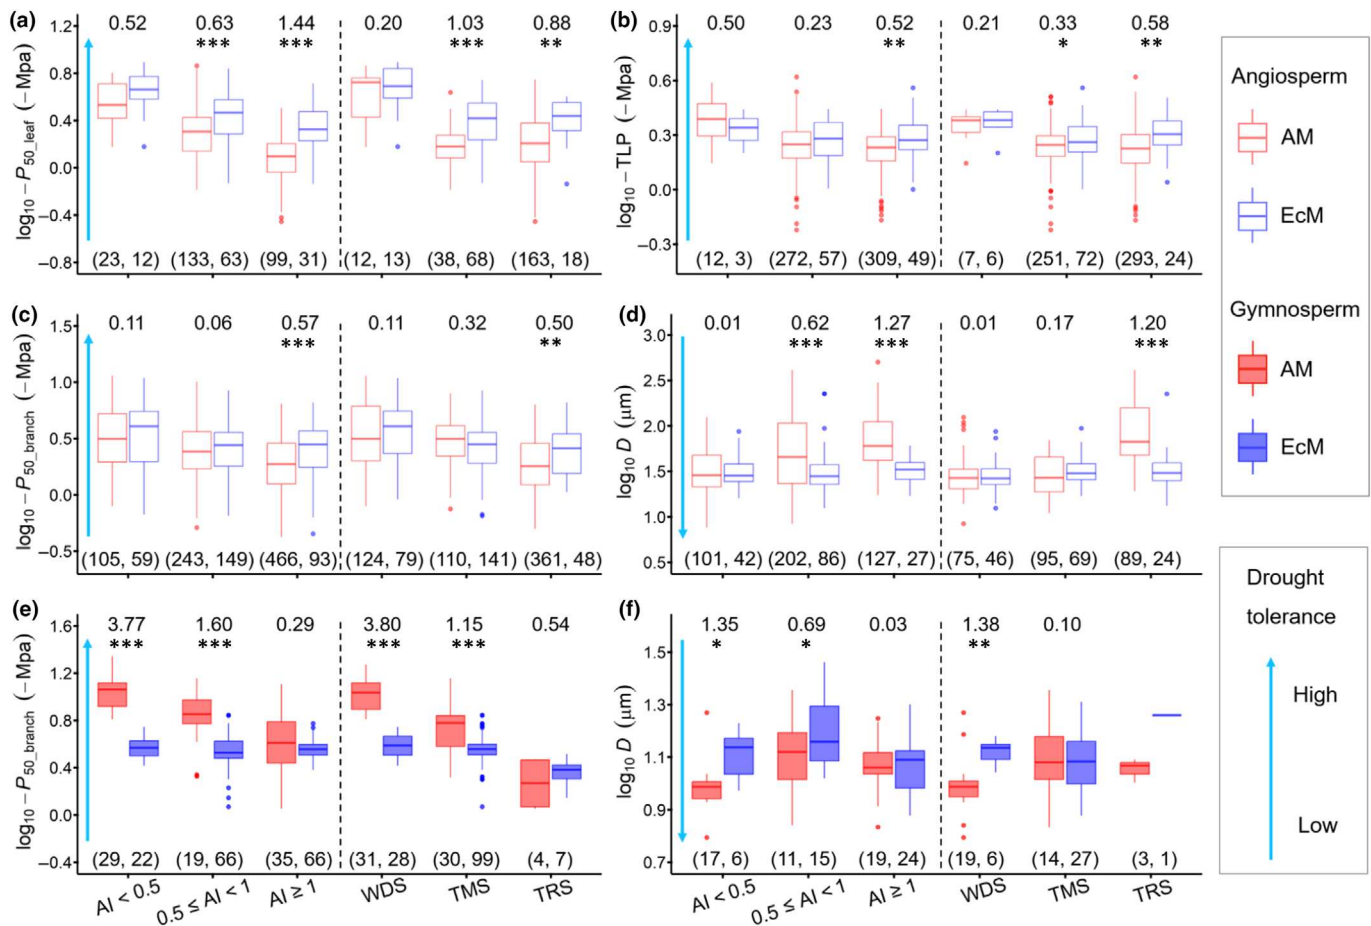 (a)
log10 − P50_leaf (−Mpa)
1.2
0.8
0.4
0.0
−0.4
−0.8
0.52 0.63 1.44 0.20 1.03 0.88
*** *** *** **
(23, 12) (133, 63) (99, 31) (12, 13) (38, 68) (163, 18)
(b)
log10 − TLP (−Mpa)
0.9
0.6
0.3
0.0
−0.3
0.50 0.23 0.52 0.21 0.33 0.58
** * **
(12, 3) (272, 57) (309, 49) (7, 6) (251, 72) (293, 24)
(c)
log10 − P50_branch (−Mpa)
1.5
1.0
0.5
0.0
−0.5
0.11 0.06 0.57 0.11 0.32 0.50
*** **
(105, 59) (243, 149) (466, 93) (124, 79) (110, 141) (361, 48)
(d)
log10 D (μm)
3.0
2.5
2.0
1.5
1.0
0.5
0.01 0.62 1.27 0.01 0.17 1.20
*** *** ***
(101, 42) (202, 86) (127, 27) (75, 46) (95, 69) (89, 24)
(e)
log10 − P50_branch (−Mpa)
1.6
1.2
0.8
0.4
0.0
−0.4
3.77 1.60 0.29 3.80 1.15 0.54
*** *** *** ***
(29, 22) (19, 66) (35, 66) (31, 28) (30, 99) (4, 7)
AI < 0.5 0.5 ≤ AI < 1 AI ≥ 1 WDS TMS TRS
(f)
log10 D (μm)
1.5
1.3
1.1
0.9
0.7
1.35 0.69 0.03 1.38 0.10
* * **
(17, 6) (11, 15) (19, 24) (19, 6) (14, 27) (3, 1)
AI < 0.5 0.5 ≤ AI < 1 AI ≥ 1 WDS TMS TRS
Angiosperm
AM
EcM
Gymnosperm
AM
EcM
Drought
tolerance
High
Low